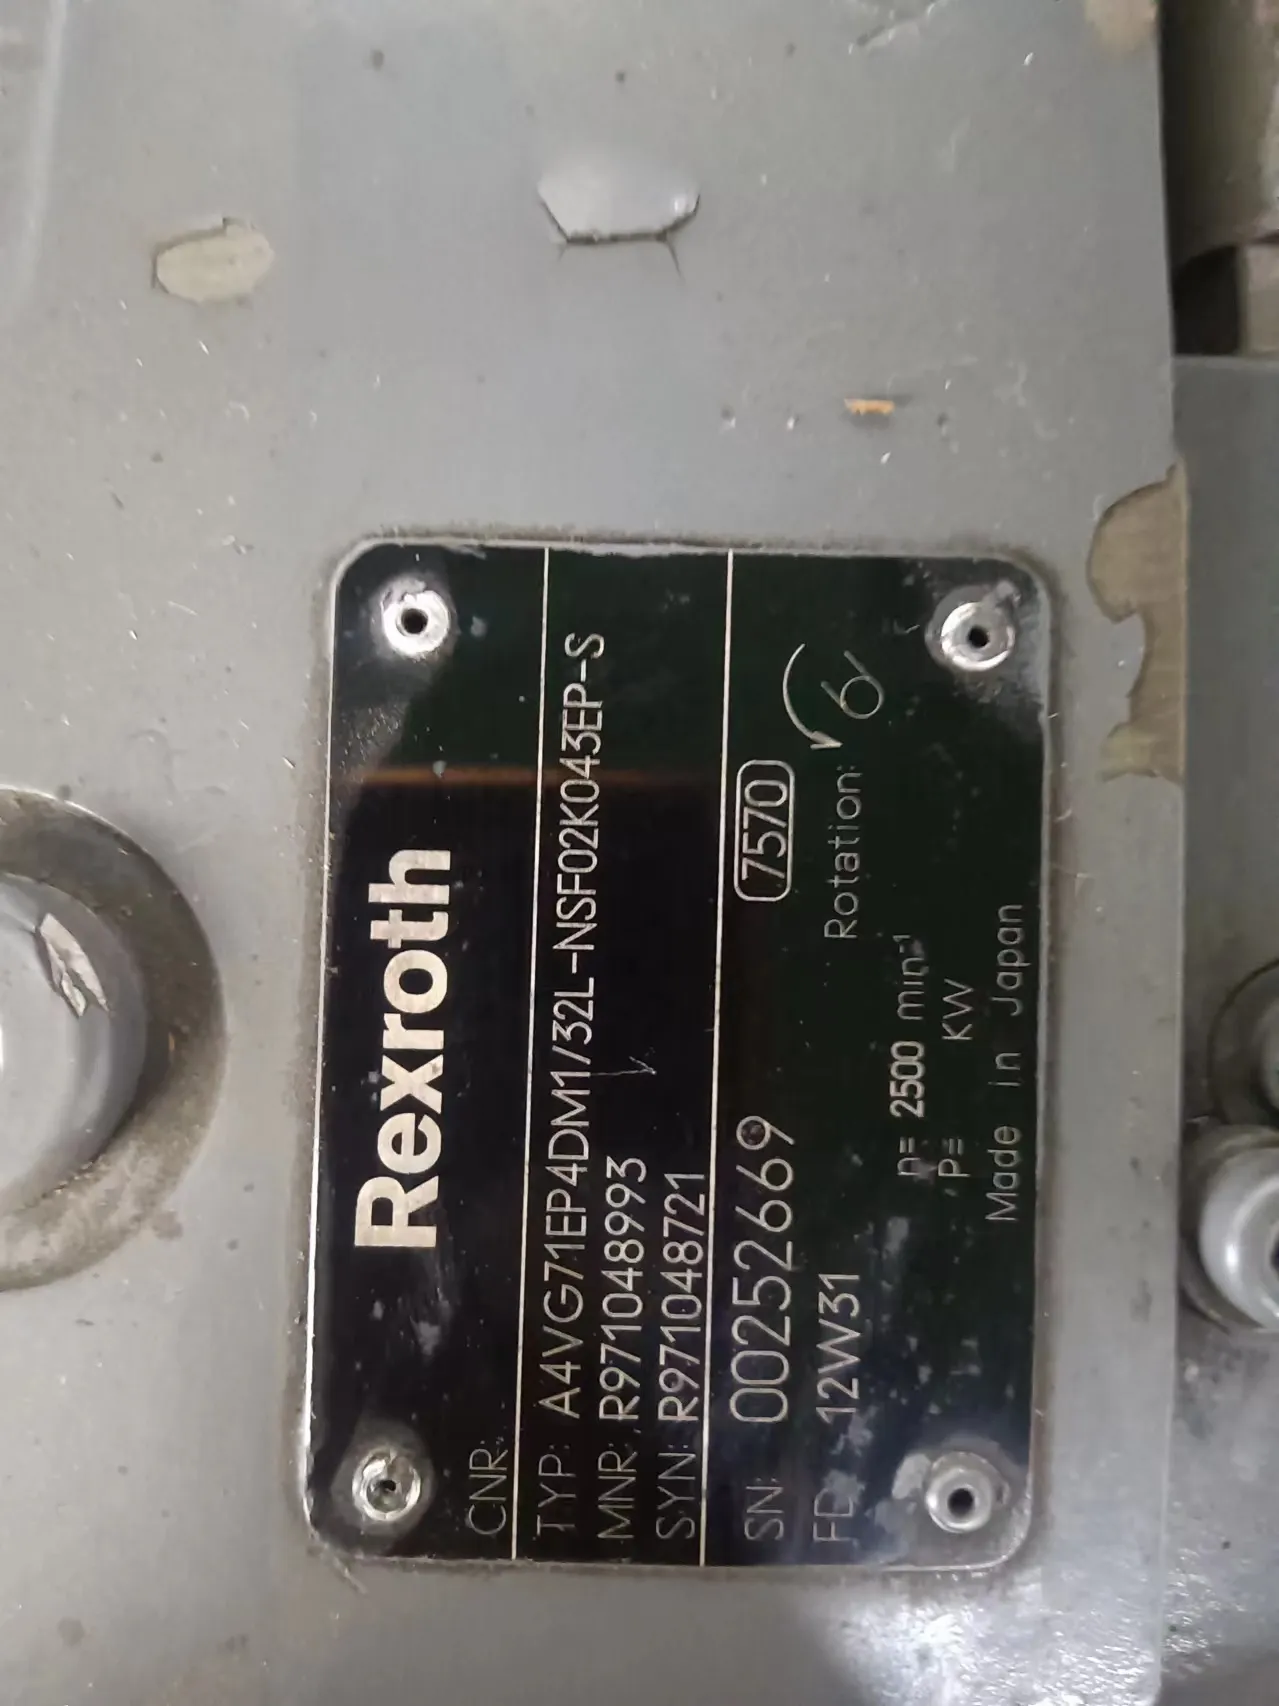 Rexroth
CNR:
TYP: A4VG71EP4DM1/32L-NSF02K043EP-S
MNR: R971048993
SYN: R971048721
SN: 00252669 7570
FD: 12W31 Rotation:
n= 2500 min-1
P= KW
Made in Japan